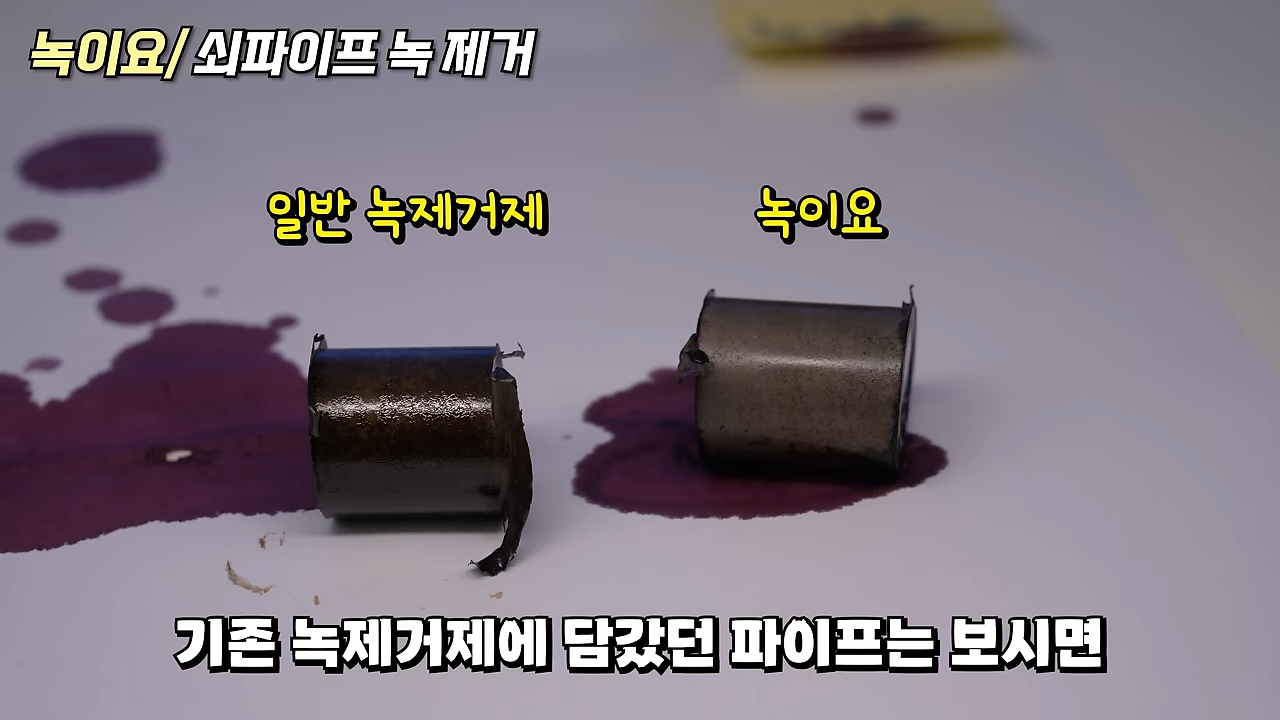 녹이요/ 쇠파이프 녹 제거
일반 녹제거제
녹이요
기존 녹제거제에 담갔던 파이프는 보시면